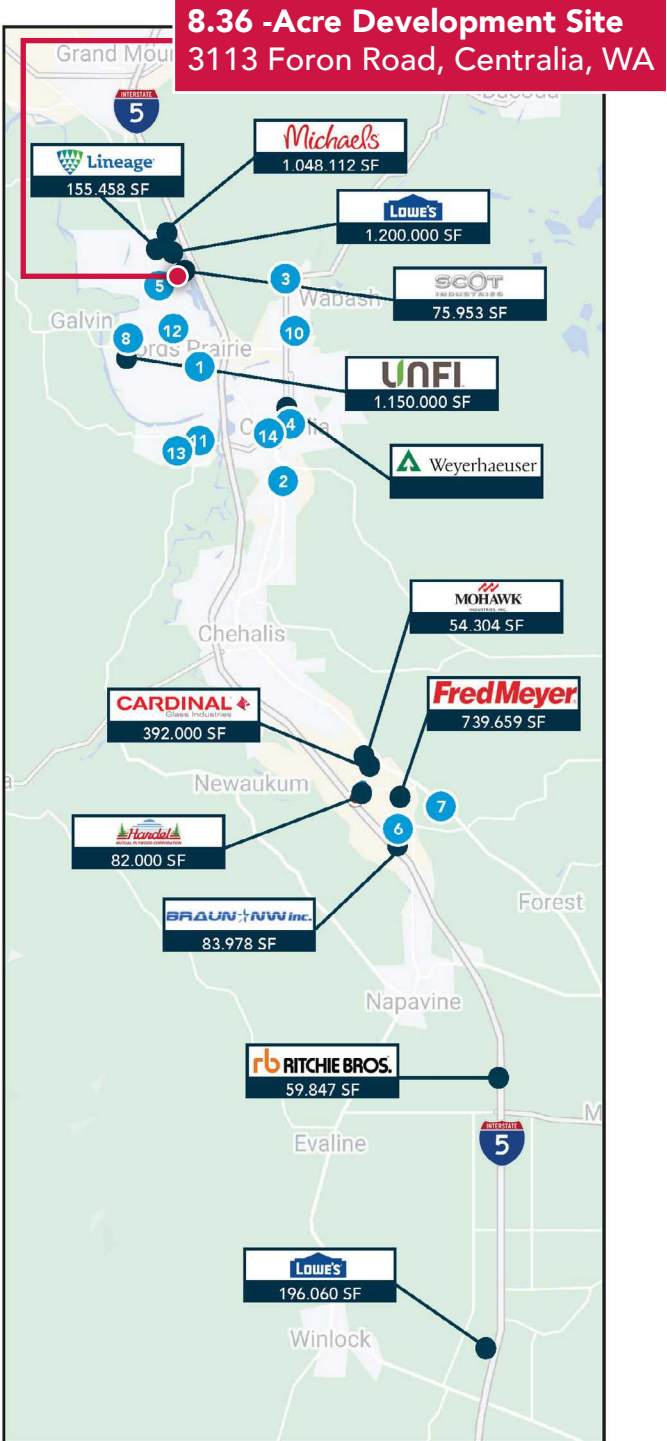 8.36 -Acre Development Site
3113 Foron Road, Centralia, WA
Grand Mou
INTERSTATE
5
Michaels
1.048.112 SF
Lineage
155.458 SF
LOWE'S
1.200.000 SF
3
SCOT
INDUSTRIES
75.953 SF
5
Wabash
Galvin
12
10
8
ords Prairie
1
UNFI
1.150.000 SF
4
C
lia
14
11
13
Weyerhaeuser
2
MOHAWK
INDUSTRIES, INC.
54.304 SF
Chehalis
CARDINAL
Glass Industries
392.000 SF
FredMeyer
739.659 SF
Newaukum
7
6
Hardel
MUTUAL PLYWOOD CORPORATION
82.000 SF
BRAUN NW inc.
83.978 SF
Forest
Napavine
rb RITCHIE BROS.
59.847 SF
M
INTERSTATE
5
Evaline
LOWE'S
196.060 SF
Winlock